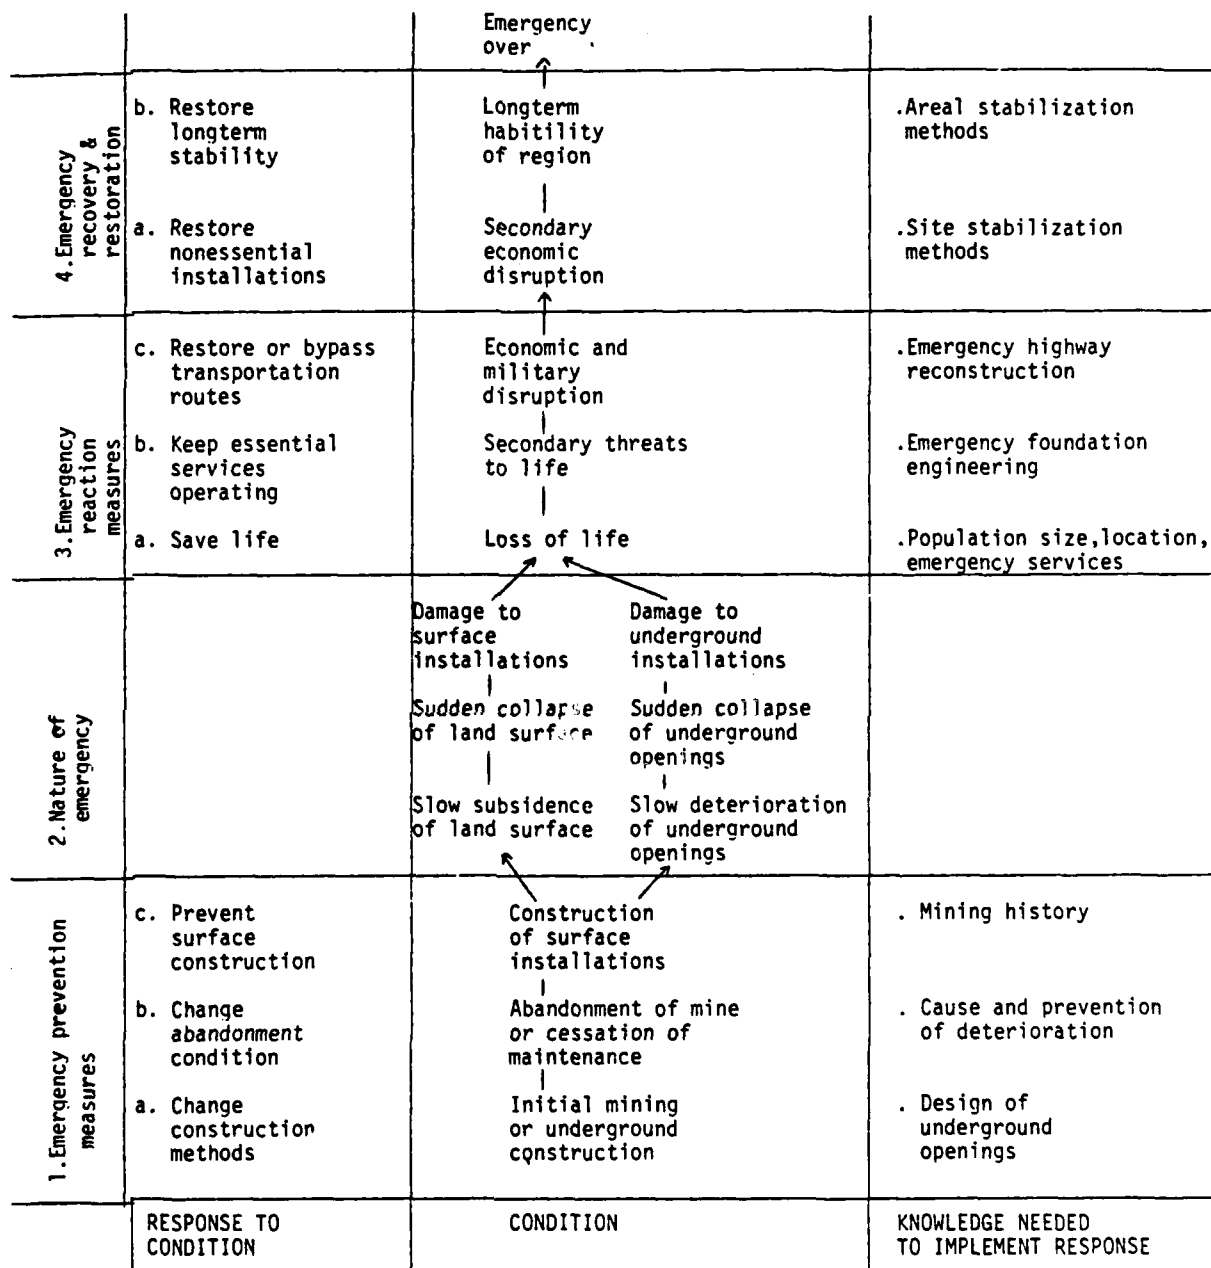 Emergency
over
4.Emergency
recovery &
restoration
b. Restore
longterm
stability
Longterm
habitility
of region
.Areal stabilization
methods
a. Restore
nonessential
installations
Secondary
economic
disruption
.Site stabilization
methods
3.Emergency
reaction
measures
c. Restore or bypass
transportation
routes
Economic and
military
disruption
.Emergency highway
reconstruction
b. Keep essential
services
operating
Secondary threats
to life
.Emergency foundation
engineering
a. Save life
Loss of life
.Population size,location,
emergency services
2.Nature of
emergency
Damage to
surface
installations
Damage to
underground
installations
Sudden collapse
of land surface
Sudden collapse
of underground
openings
Slow subsidence
of land surface
Slow deterioration
of underground
openings
1.Emergency prevention
measures
c. Prevent
surface
construction
Construction
of surface
installations
. Mining history
b. Change
abandonment
condition
Abandonment of mine
or cessation of
maintenance
. Cause and prevention
of deterioration
a. Change
construction
methods
Initial mining
or underground
construction
. Design of
underground
openings
RESPONSE TO
CONDITION
CONDITION
KNOWLEDGE NEEDED
TO IMPLEMENT RESPONSE